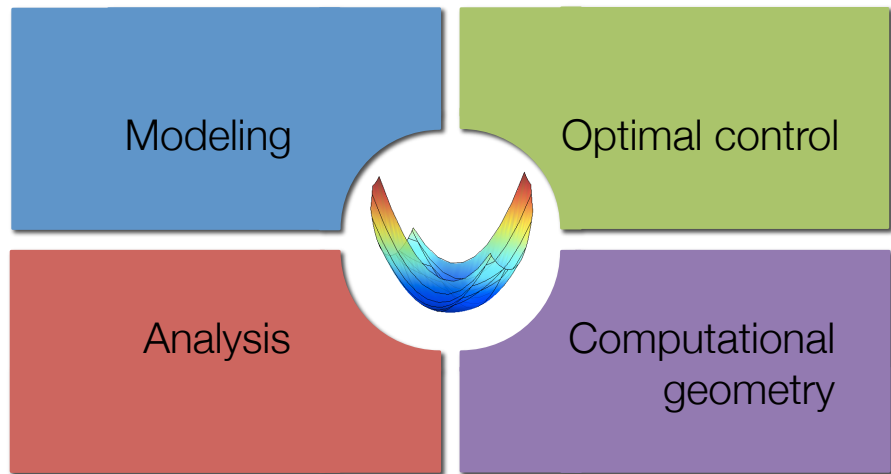 Modeling
Optimal control
Analysis
Computational
geometry